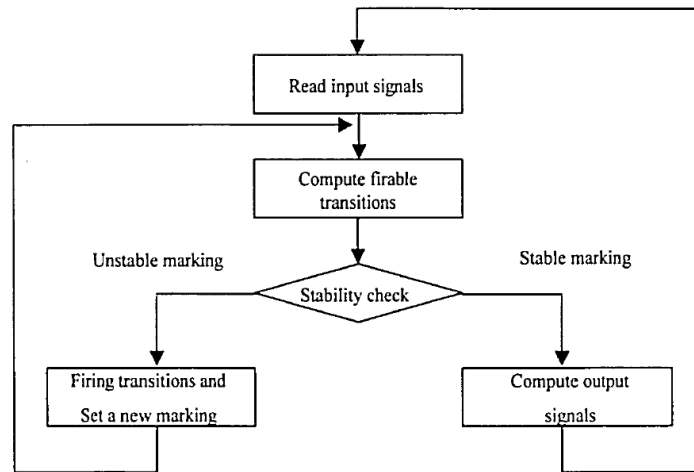 Read input signals
Compute firable
transitions
Unstable marking
Stable marking
Stability check
Firing transitions and
Set a new marking
Compute output
signals